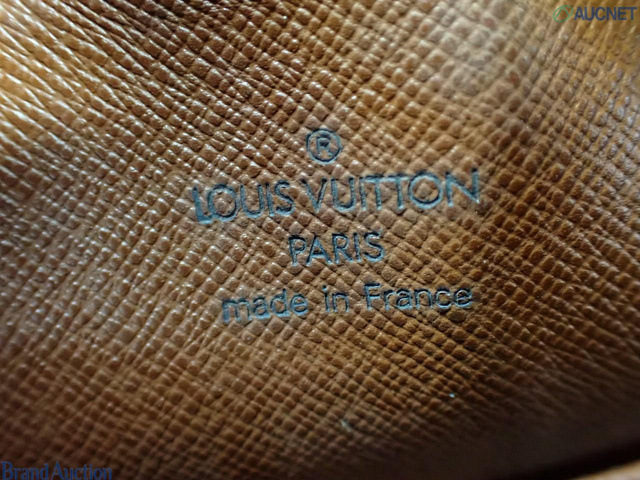 AUCNET
®
LOUIS VUITTON
PARIS
made in France
Brand Auction